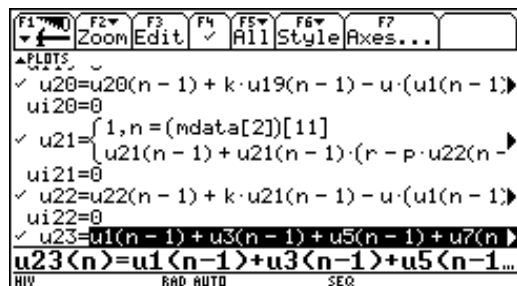 F1 F2 F3 F4 F5 F6 F7
Zoom Edit ✓ All Style Axes...
PLOTS
✓ u20=u20(n - 1) + k·u19(n - 1) - u·(u1(n - 1)
ui20=0
✓ u21={1,n = (mdata[2])[11]
{u21(n - 1) + u21(n - 1)·(r - p·u22(n -
ui21=0
✓ u22=u22(n - 1) + k·u21(n - 1) - u·(u1(n - 1)
ui22=0
✓ u23=u1(n - 1) + u3(n - 1) + u5(n - 1) + u7(n
u23(n)=u1(n-1)+u3(n-1)+u5(n-1...
HIV RAD AUTO SEQ